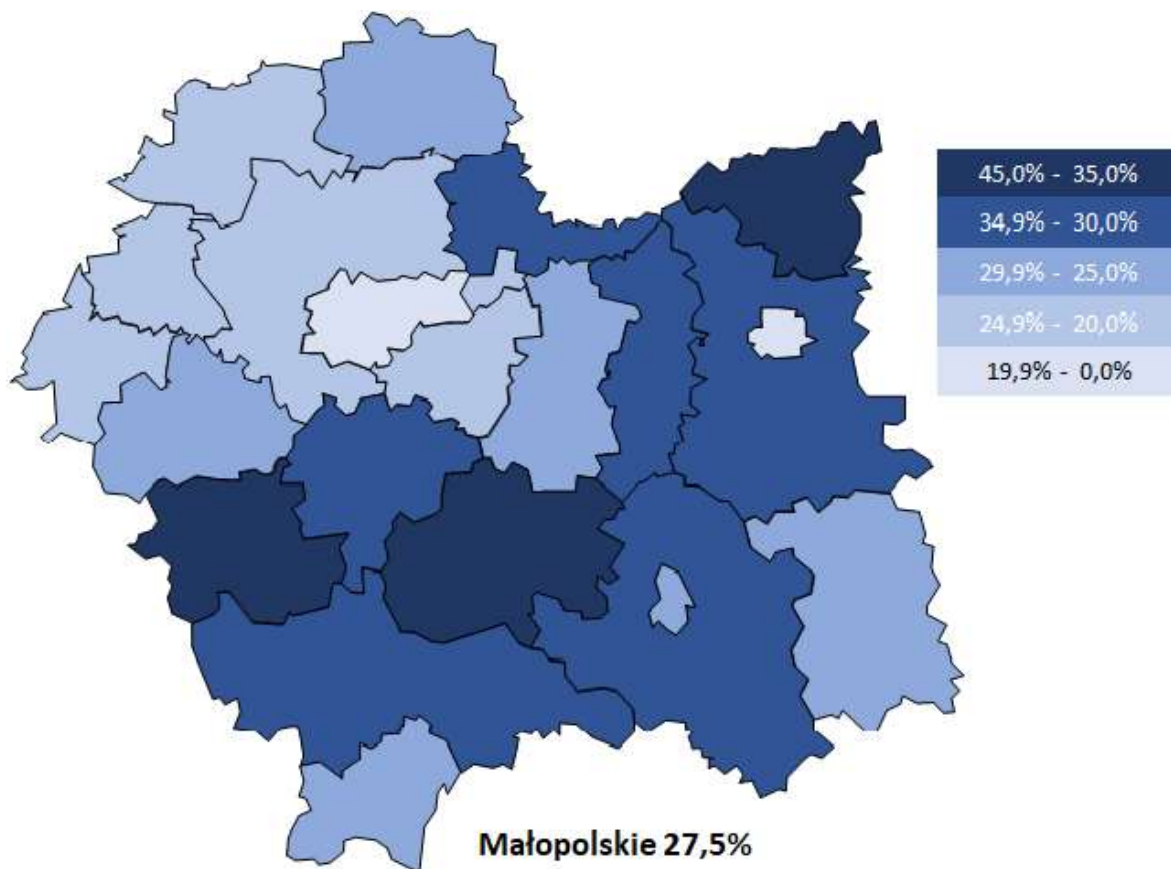 45,0% - 35,0%
34,9% - 30,0%
29,9% - 25,0%
24,9% - 20,0%
19,9% - 0,0%
Małopolskie 27,5%